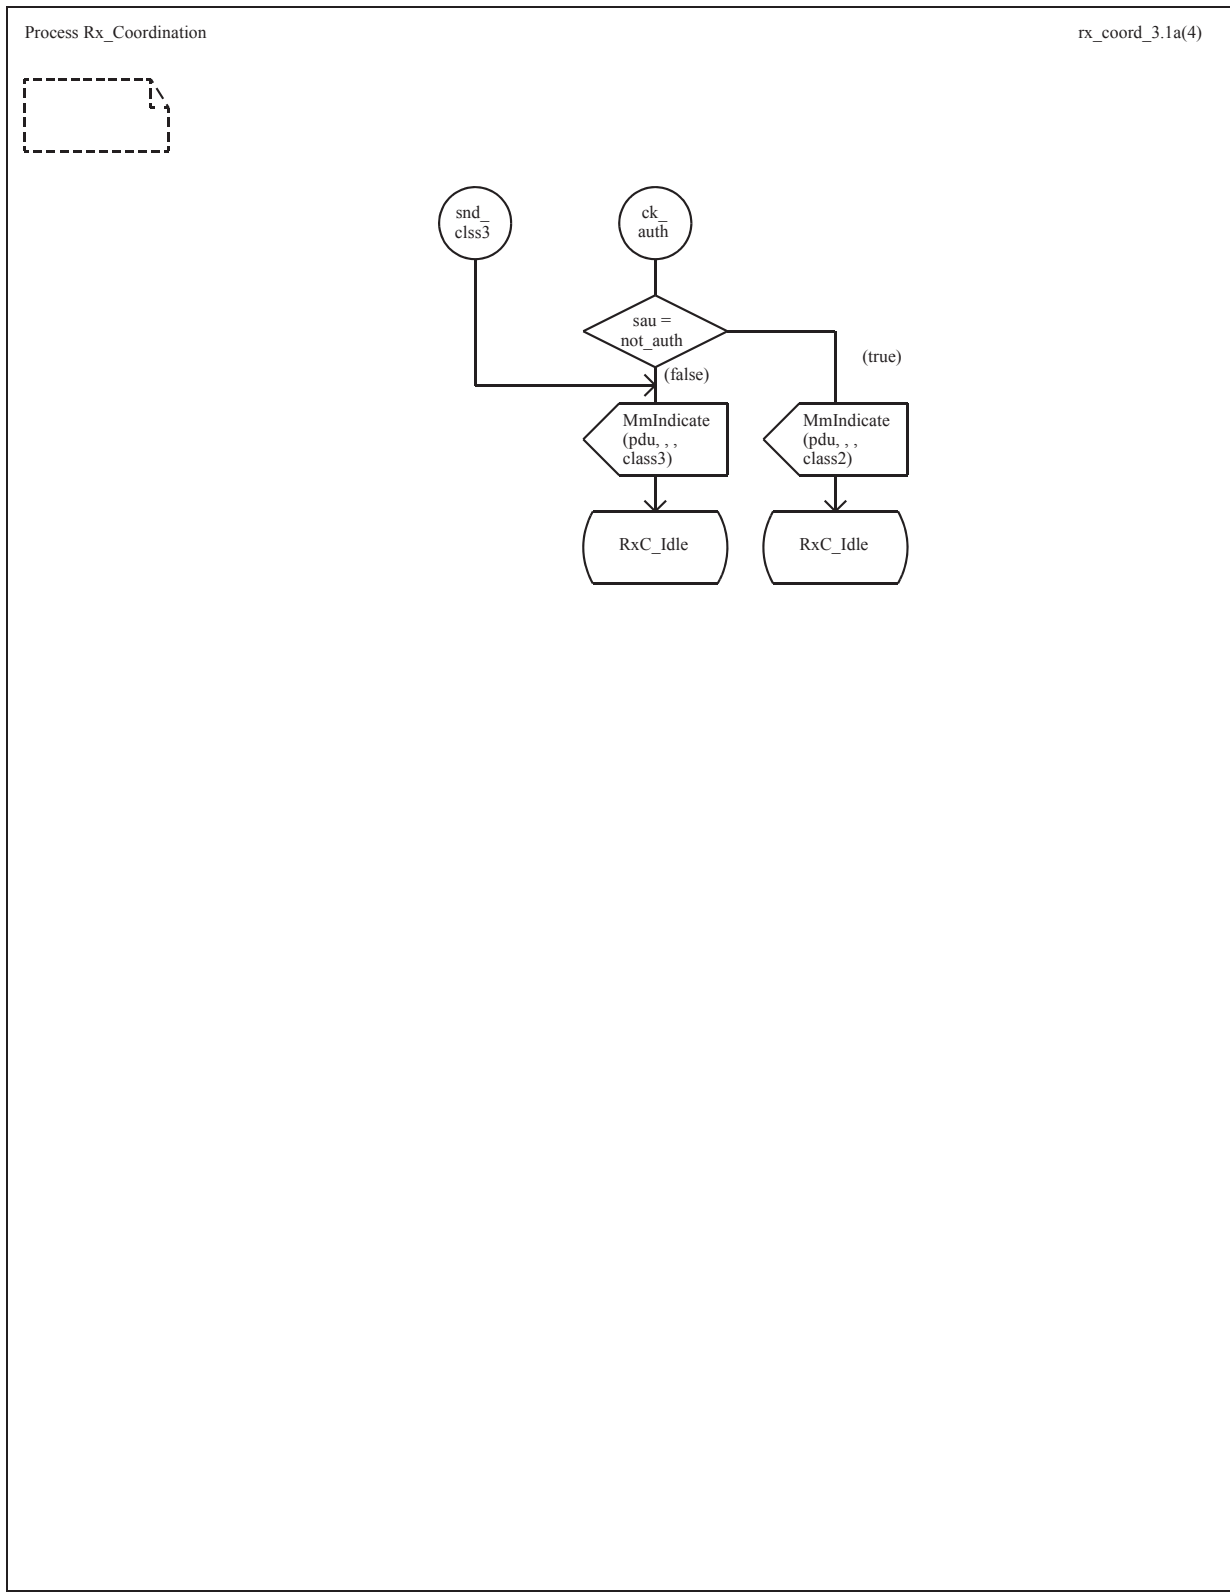 Process Rx_Coordination
rx_coord_3.1a(4)
snd_
clss3
ck_
auth
sau =
not_auth
(true)
(false)
MmIndicate
(pdu, , ,
class3)
MmIndicate
(pdu, , ,
class2)
RxC_Idle
RxC_Idle